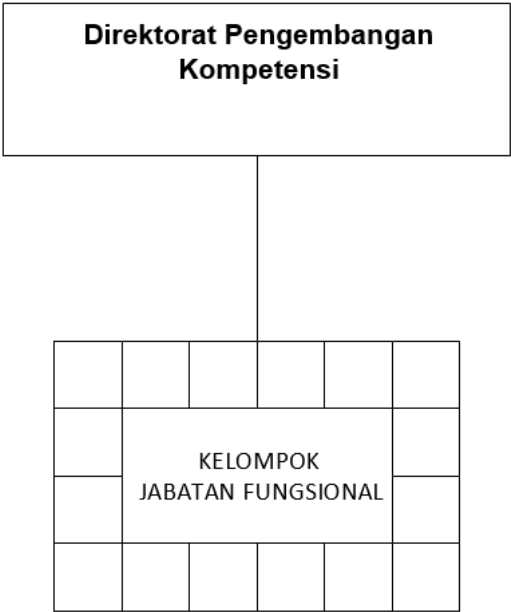 Direktorat Pengembangan
Kompetensi
KELOMPOK
JABATAN FUNGSIONAL